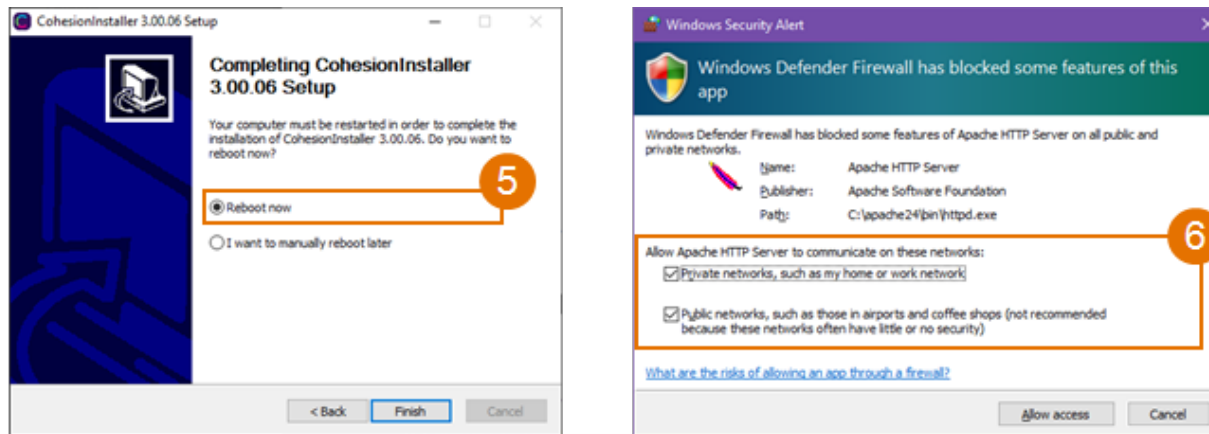 CohesionInstaller 3.00.06 Setup
Completing CohesionInstaller
3.00.06 Setup
Your computer must be restarted in order to complete the
installation of CohesionInstaller 3.00.06. Do you want to
reboot now?
5
Reboot now
I want to manually reboot later
< Back
Finish
Cancel
Windows Security Alert
Windows Defender Firewall has blocked some features of this
app
Windows Defender Firewall has blocked some features of Apache HTTP Server on all public and
private networks.
Name: Apache HTTP Server
Publisher: Apache Software Foundation
Path: C:\apache24\bin\httpd.exe
6
Allow Apache HTTP Server to communicate on these networks:
Private networks, such as my home or work network
Public networks, such as those in airports and coffee shops (not recommended
because these networks often have little or no security)
What are the risks of allowing an app through a firewall?
Allow access
Cancel